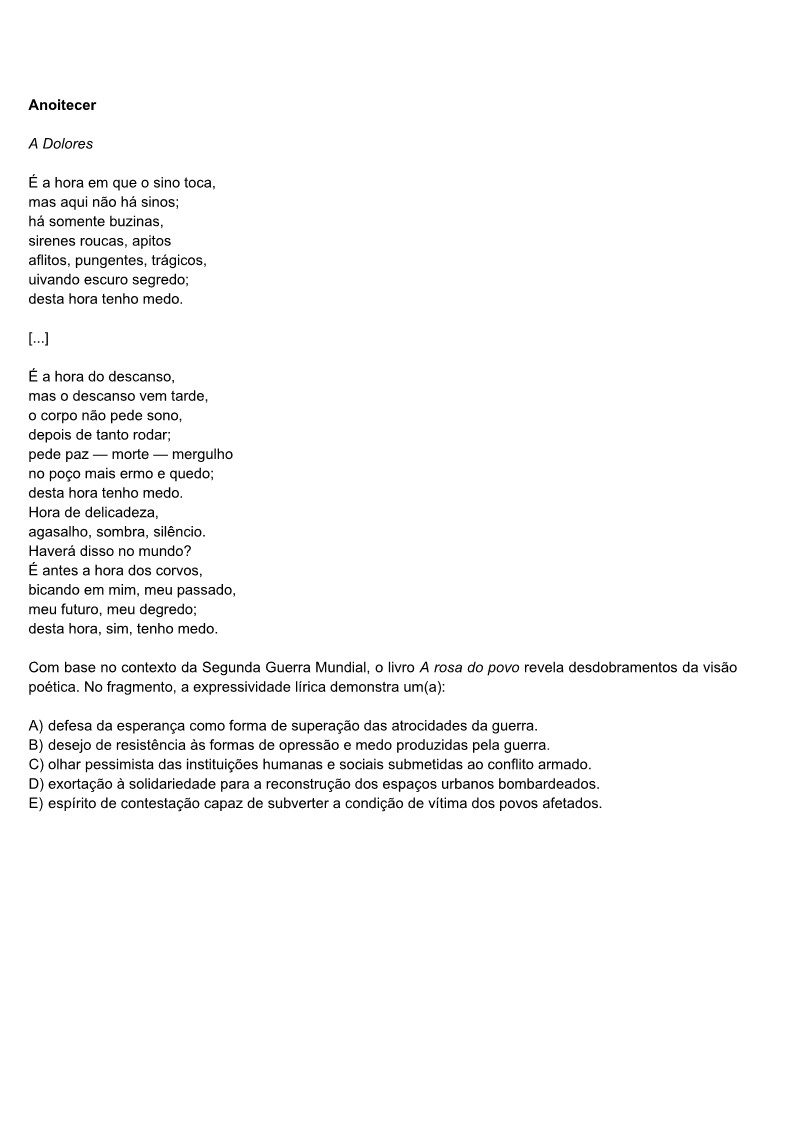 Anoitecer
A Dolores
É a hora em que o sino toca,
mas aqui não há sinos;
há somente buzinas,
sirenes roucas, apitos
aflitos, pungentes, trágicos,
uivando escuro segredo;
desta hora tenho medo.
[...]
É a hora do descanso,
mas o descanso vem tarde,
o corpo não pede sono,
depois de tanto rodar;
pede paz — morte — mergulho
no poço mais ermo e quedo;
desta hora tenho medo.
Hora de delicadeza,
agasalho, sombra, silêncio.
Haverá disso no mundo?
É antes a hora dos corvos,
bicando em mim, meu passado,
meu futuro, meu degredo;
desta hora, sim, tenho medo.
Com base no contexto da Segunda Guerra Mundial, o livro A rosa do povo revela desdobramentos da visão
poética. No fragmento, a expressividade lírica demonstra um(a):
A) defesa da esperança como forma de superação das atrocidades da guerra.
B) desejo de resistência às formas de opressão e medo produzidas pela guerra.
C) olhar pessimista das instituições humanas e sociais submetidas ao conflito armado.
D) exortação à solidariedade para a reconstrução dos espaços urbanos bombardeados.
E) espírito de contestação capaz de subverter a condição de vítima dos povos afetados.